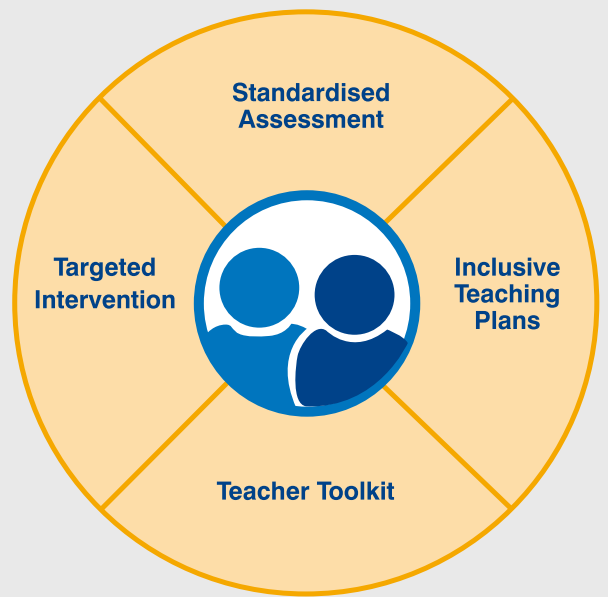 Standardised
Assessment
Targeted
Intervention
Inclusive
Teaching
Plans
Teacher Toolkit